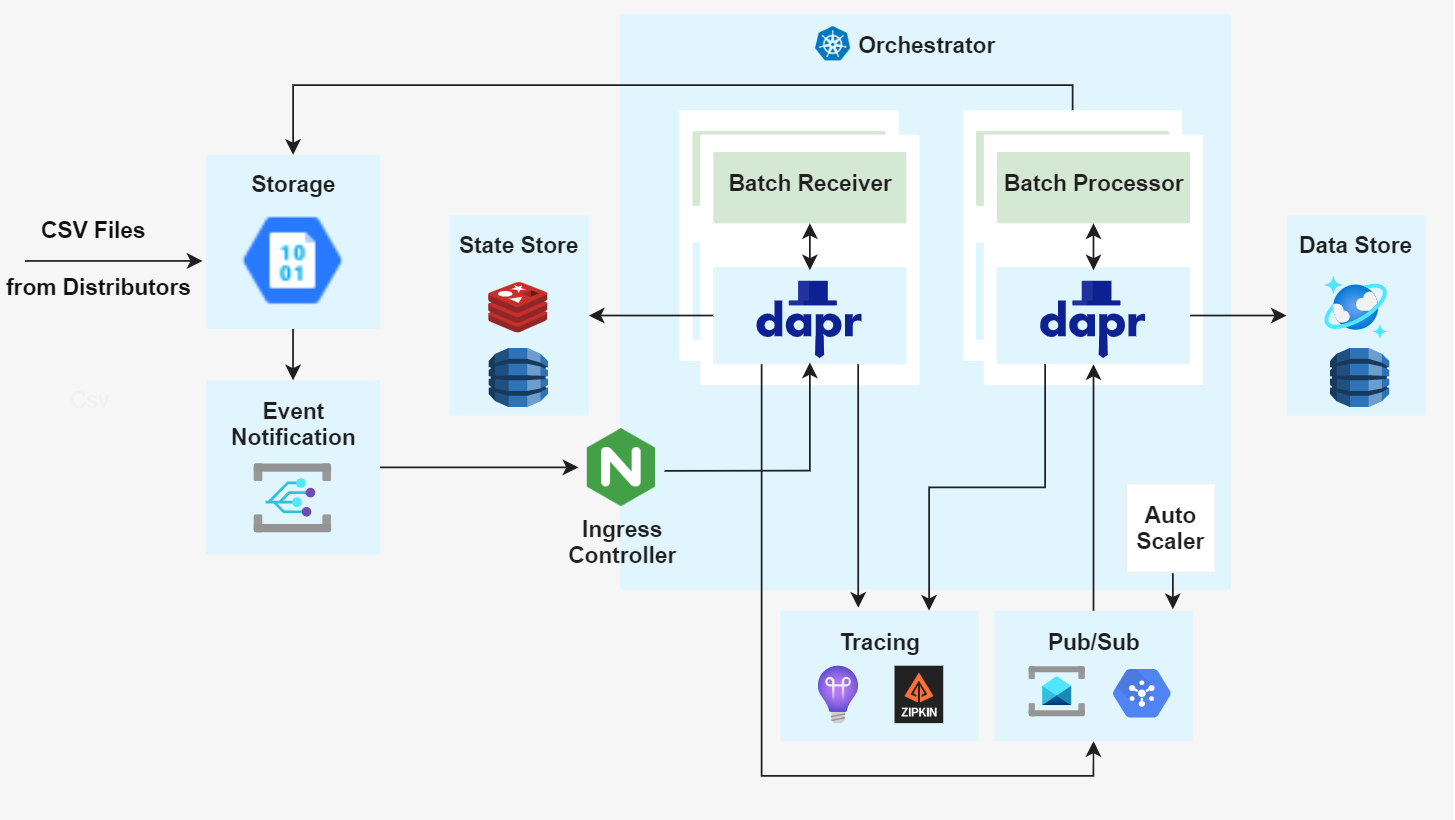 Orchestrator
Storage
10
01
CSV Files
from Distributors
Csv
Event
Notification
State Store
Batch Receiver
dapr
Batch Processor
dapr
Data Store
N
Ingress
Controller
Auto
Scaler
Tracing
ZIPKIN
Pub/Sub